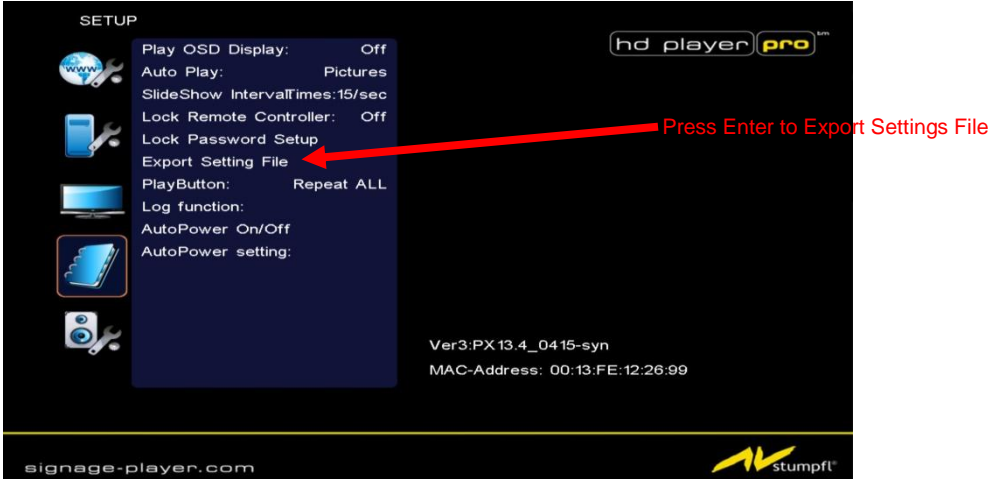 SETUP
hd player pro tm
www
Play OSD Display: Off
Auto Play: Pictures
SlideShow IntervalTimes:15/sec
Lock Remote Controller: Off
Press Enter to Export Settings File
Lock Password Setup
Export Setting File
PlayButton: Repeat ALL
Log function:
AutoPower On/Off
AutoPower setting:
Ver3:PX13.4_0415-syn
MAC-Address: 00:13:FE:12:26:99
signage-player.com
AV stumpfl®